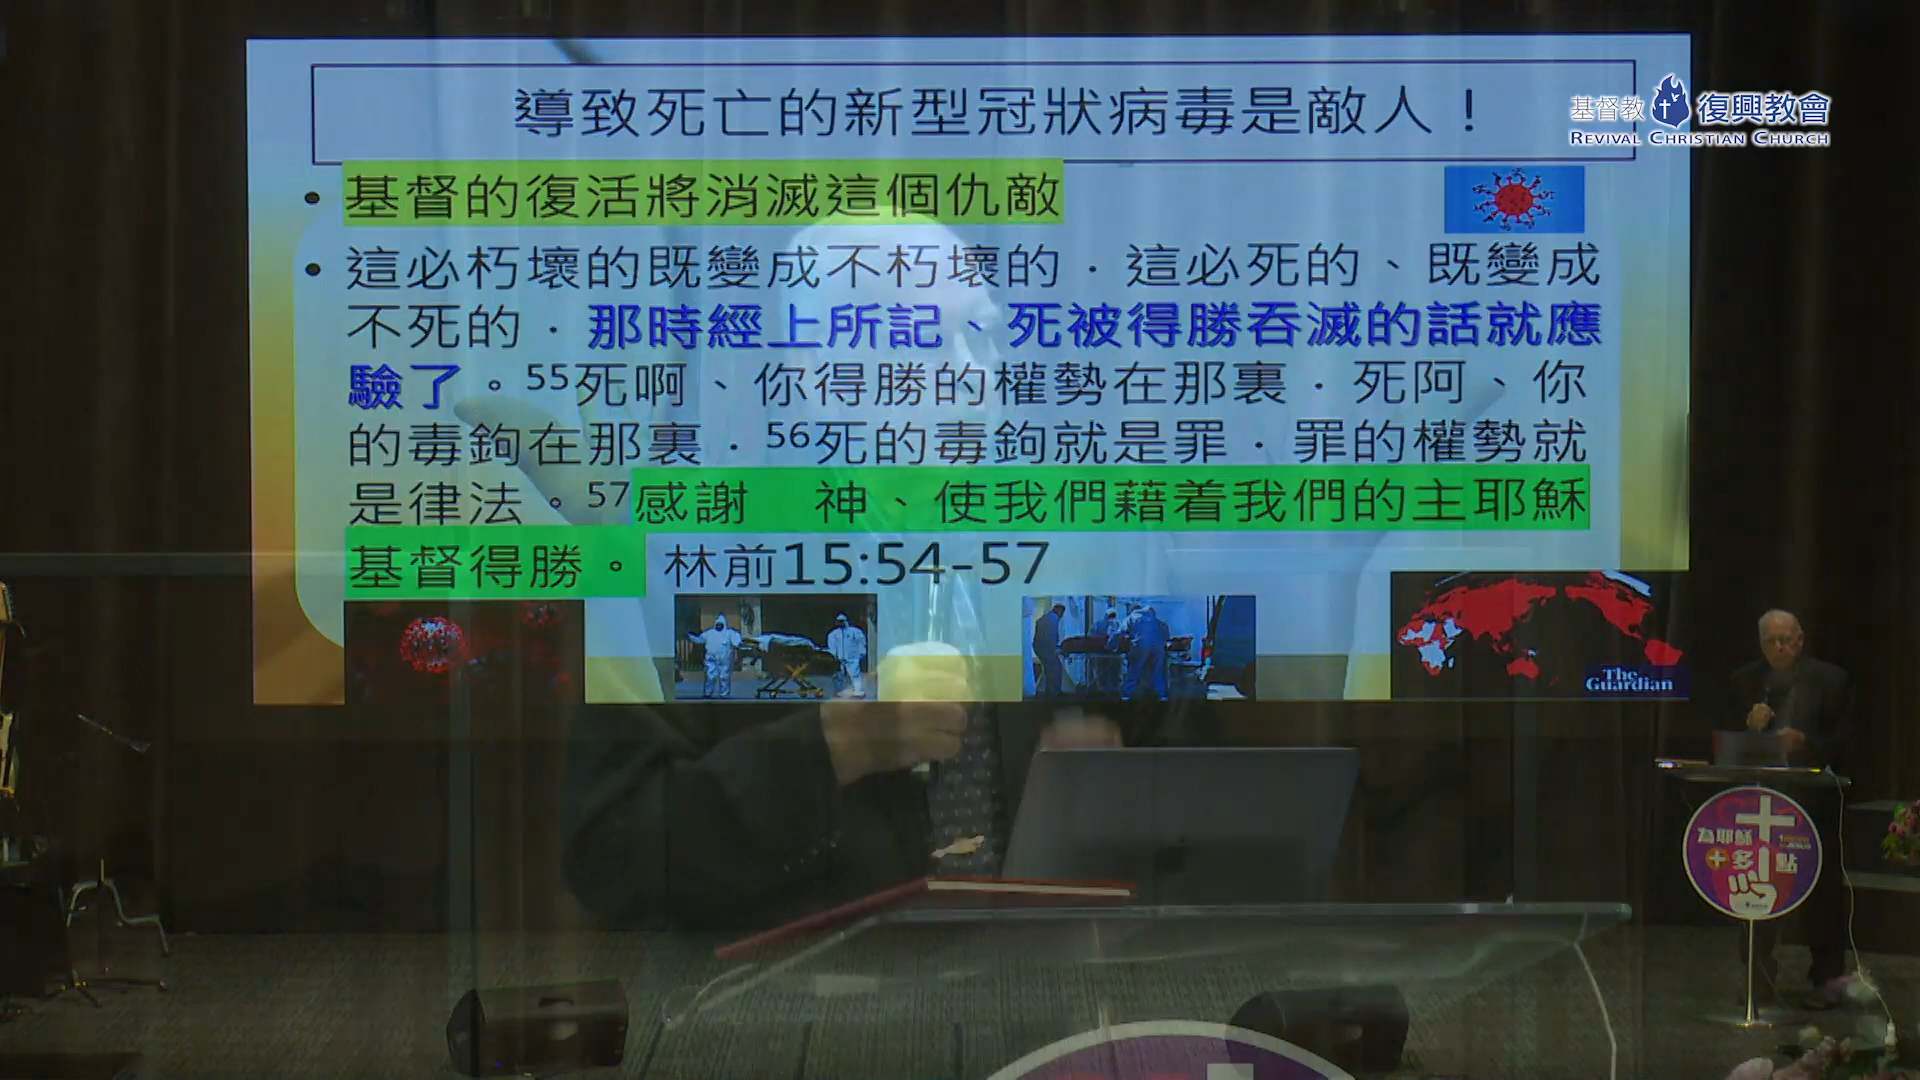 導致死亡的新型冠狀病毒是敵人！
基督教 復興教會
REVIVAL CHRISTIAN CHURCH
• 基督的復活將消滅這個仇敵
• 這必朽壞的既變成不朽壞的．這必死的、既變成
不死的．那時經上所記、死被得勝吞滅的話就應
驗了。55死啊、你得勝的權勢在那裏．死阿、你
的毒鉤在那裏．56死的毒鉤就是罪．罪的權勢就
是律法。57感謝　神、使我們藉着我們的主耶穌
基督得勝。 林前15:54-57
The
Guardian
為耶穌
+多1點